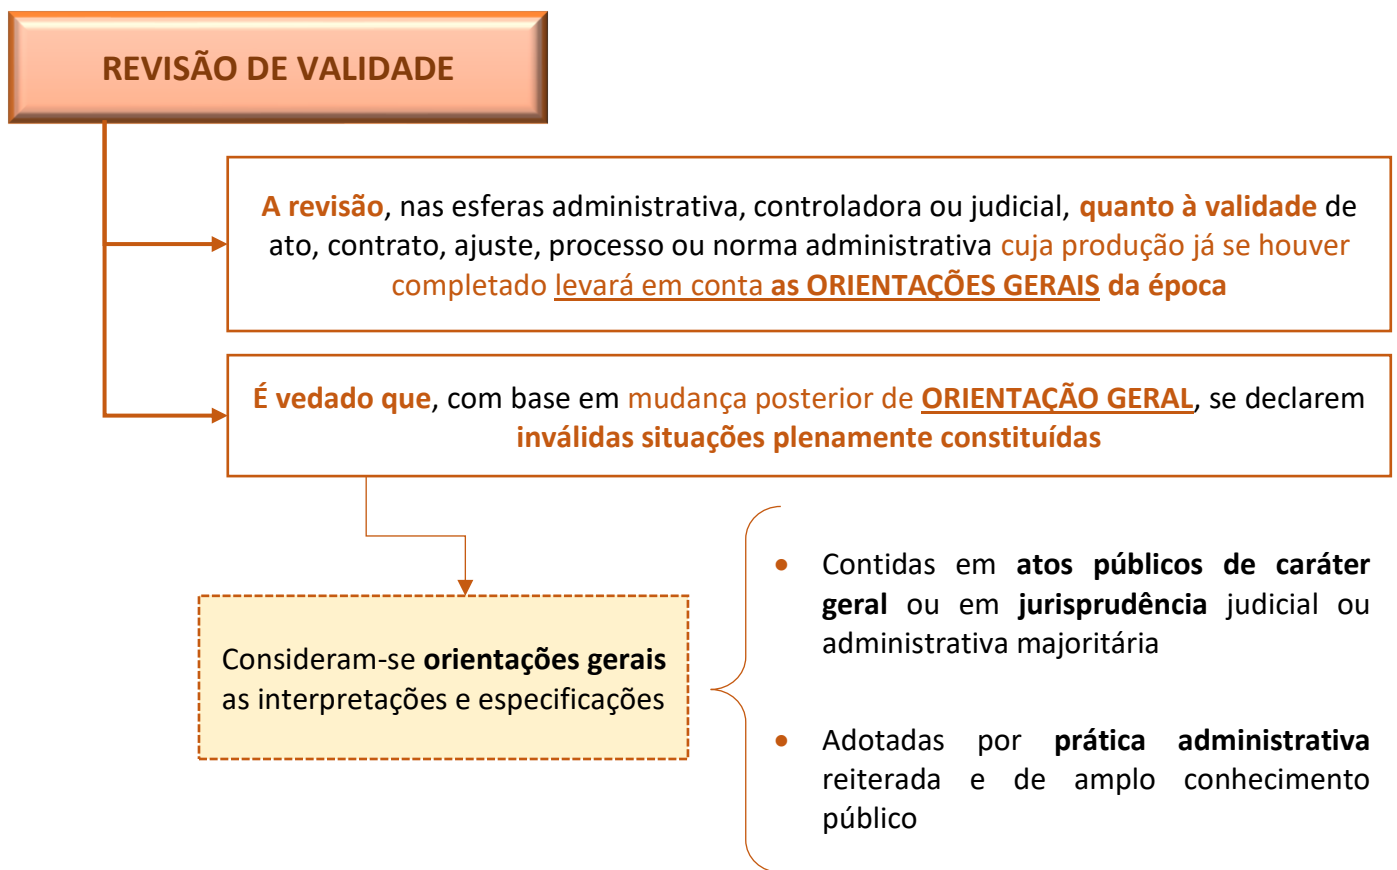 REVISÃO DE VALIDADE
A revisão, nas esferas administrativa, controladora ou judicial, quanto à validade de
ato, contrato, ajuste, processo ou norma administrativa cuja produção já se houver
completado levará em conta as ORIENTAÇÕES GERAIS da época
É vedado que, com base em mudança posterior de ORIENTAÇÃO GERAL, se declarem
inválidas situações plenamente constituídas
Consideram-se orientações gerais
as interpretações e especificações
• Contidas em atos públicos de caráter
geral ou em jurisprudência judicial ou
administrativa majoritária
• Adotadas por prática administrativa
reiterada e de amplo conhecimento
público